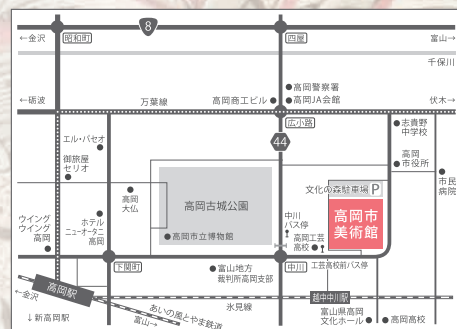 8
←金沢
昭和町
四屋
富山→
千保川
高岡警察署
←砺波
万葉線
高岡商工ビル
高岡JA会館
伏木→
広小路
志貴野
中学校
エル・パセオ
44
御旅屋
セリオ
高岡
市役所
文化の森駐車場 P
市民
病院
高岡
大仏
高岡古城公園
ウイング
ウイング
高岡
ホテル
ニューオータニ
高岡
中川
バス停
高岡市
美術館
高岡市立博物館
高岡工芸
高校
下関町
中川
工芸高校前バス停
富山地方
裁判所高岡支部
高岡駅
←金沢
越中中川駅
氷見線
あいの風とやま鉄道
↓新高岡駅
富山→
富山県高岡
文化ホール
高岡高校